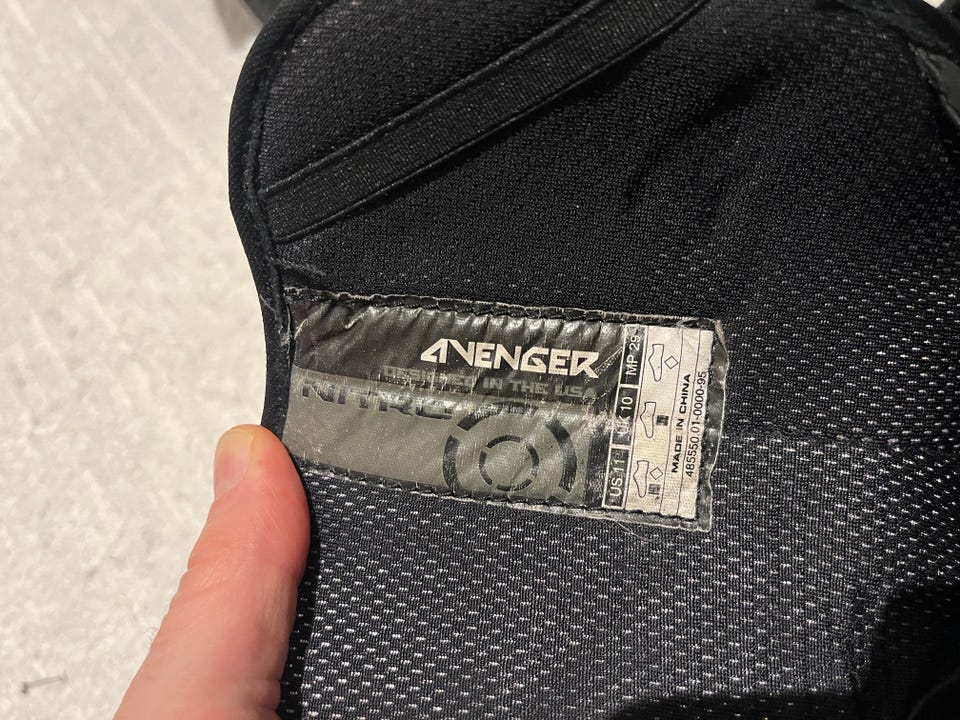 AVENGER
DESIGNED IN THE USA
NITRO
US 11
UK 10
MP 29
MADE IN CHINA
485550.01-0000-95